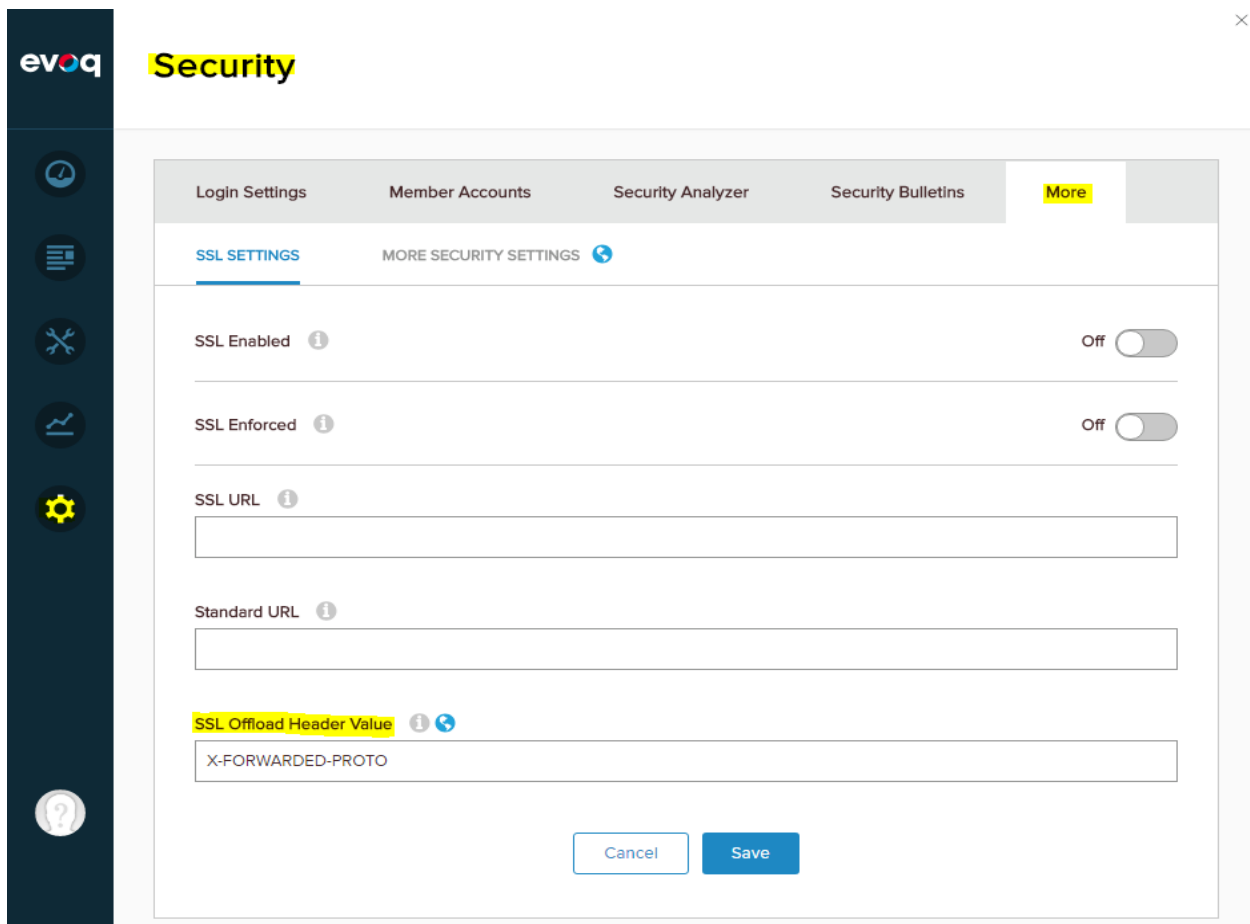 evoq
Security
Login Settings Member Accounts Security Analyzer Security Bulletins More
SSL SETTINGS MORE SECURITY SETTINGS
SSL Enabled Off
SSL Enforced Off
SSL URL
Standard URL
SSL Offload Header Value
X-FORWARDED-PROTO
Cancel Save